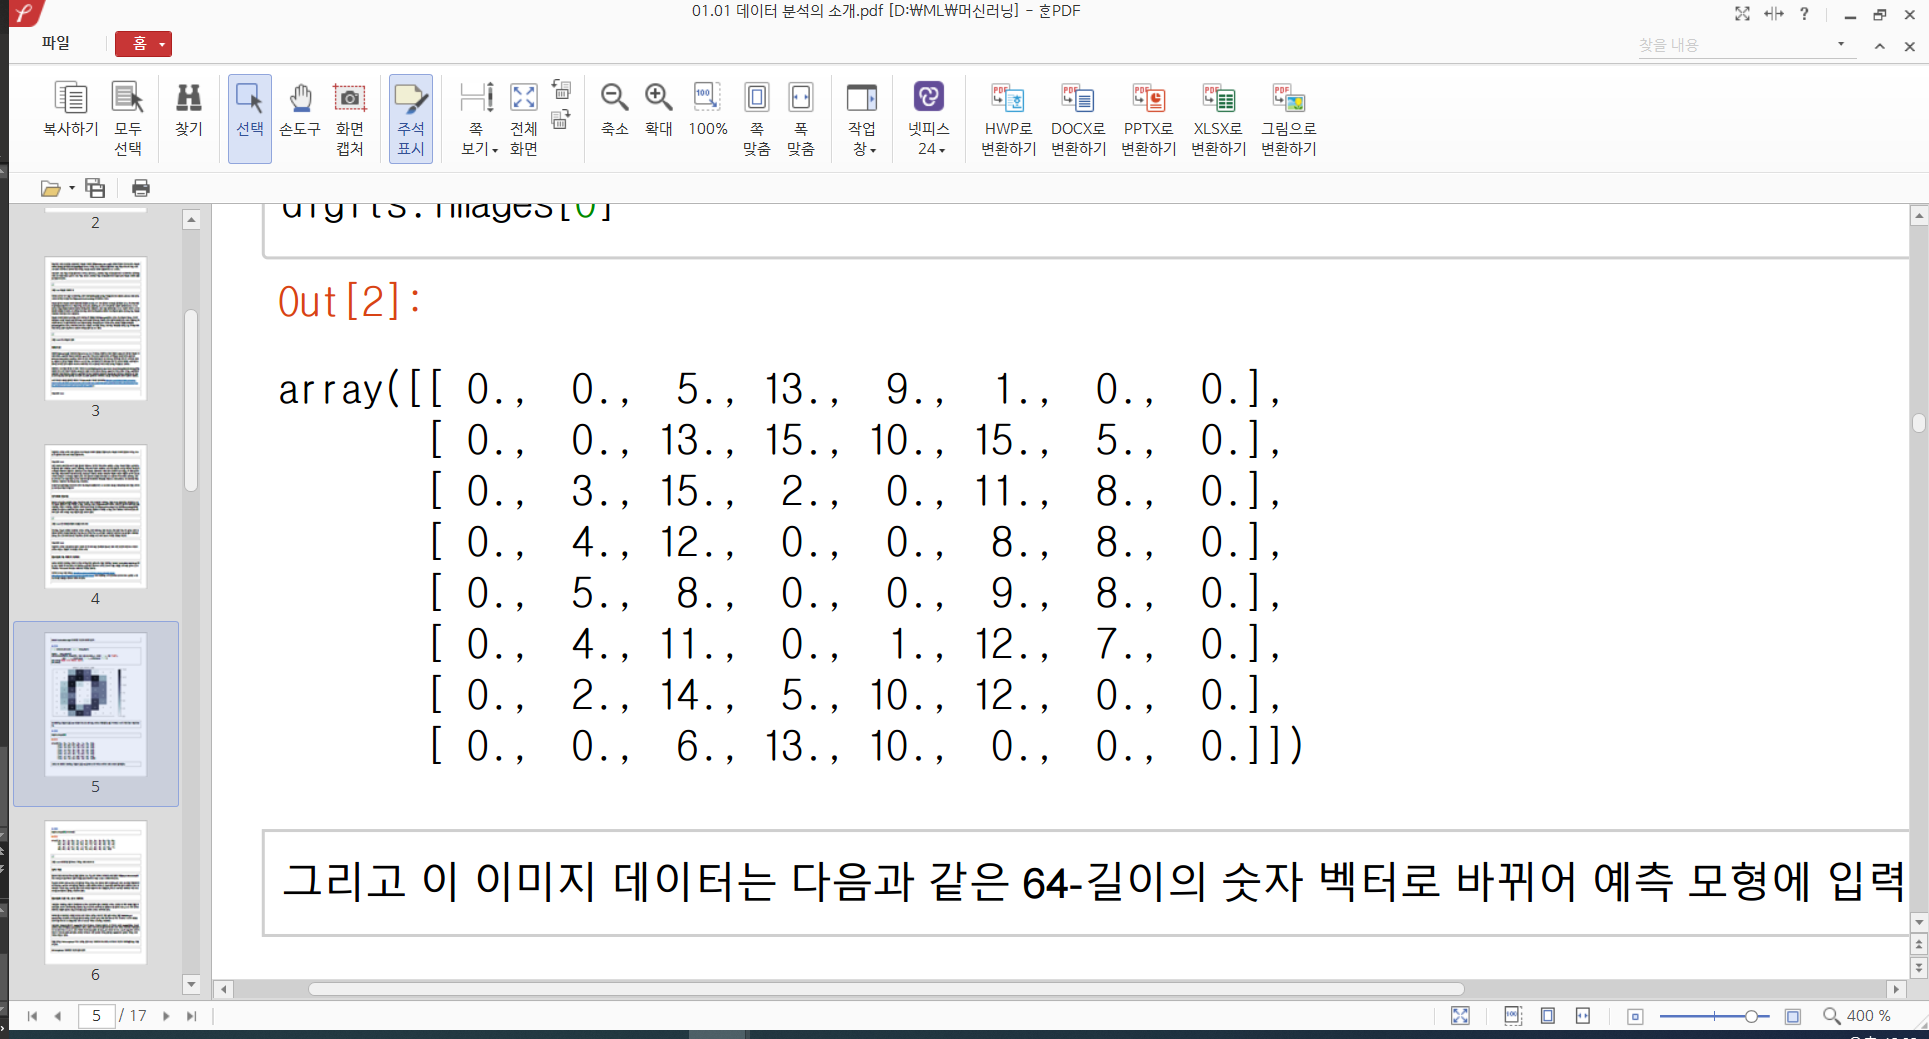 01.01 데이터 분석의 소개.pdf [D:\ML\머신러닝] - 한PDF
파일
홈
찾을 내용
복사하기
모두 선택
찾기
선택
손도구
화면 캡처
주석 표시
쪽 보기
전체 화면
축소
확대
100%
쪽 맞춤
폭 맞춤
작업 창
넷피스 24
HWP로 변환하기
DOCX로 변환하기
PPTX로 변환하기
XLSX로 변환하기
그림으로 변환하기
2
3
4
5
6
digits.images[0]
Out[2]:
array([[ 0., 0., 5., 13., 9., 1., 0., 0.],
[ 0., 0., 13., 15., 10., 15., 5., 0.],
[ 0., 3., 15., 2., 0., 11., 8., 0.],
[ 0., 4., 12., 0., 0., 8., 8., 0.],
[ 0., 5., 8., 0., 0., 9., 8., 0.],
[ 0., 4., 11., 0., 1., 12., 7., 0.],
[ 0., 2., 14., 5., 10., 12., 0., 0.],
[ 0., 0., 6., 13., 10., 0., 0., 0.]])
그리고 이 이미지 데이터는 다음과 같은 64-길이의 숫자 벡터로 바뀌어 예측 모형에 입력
5 / 17
400 %